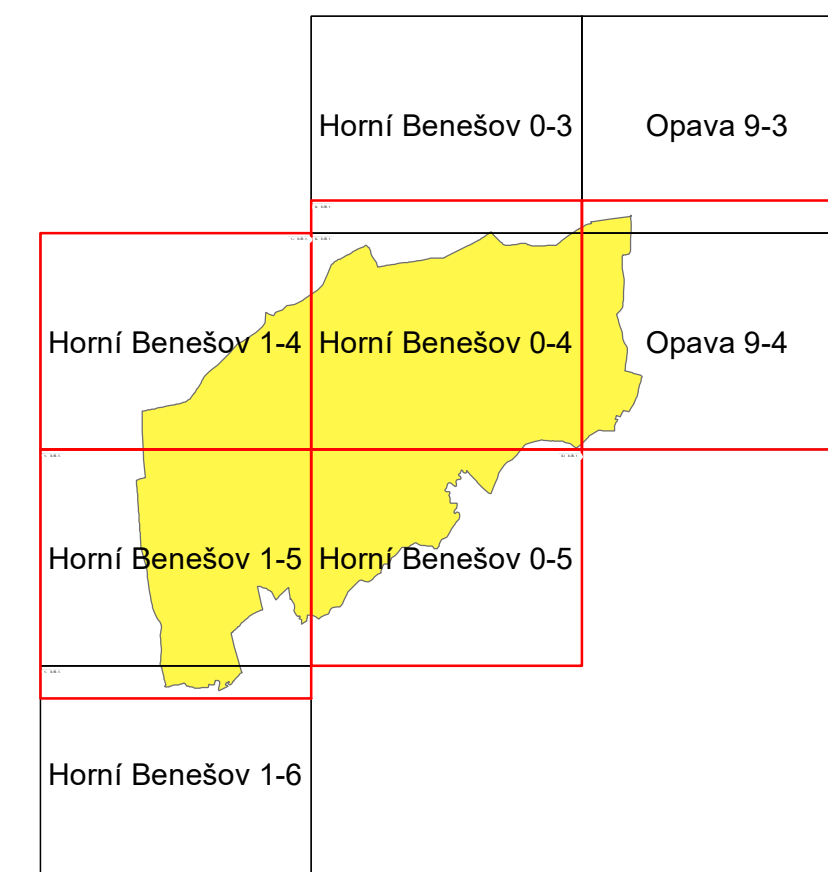 Horní Benešov 0-3
Opava 9-3
Horní Benešov 1-4
Horní Benešov 0-4
Opava 9-4
Horní Benešov 1-5
Horní Benešov 0-5
Horní Benešov 1-6